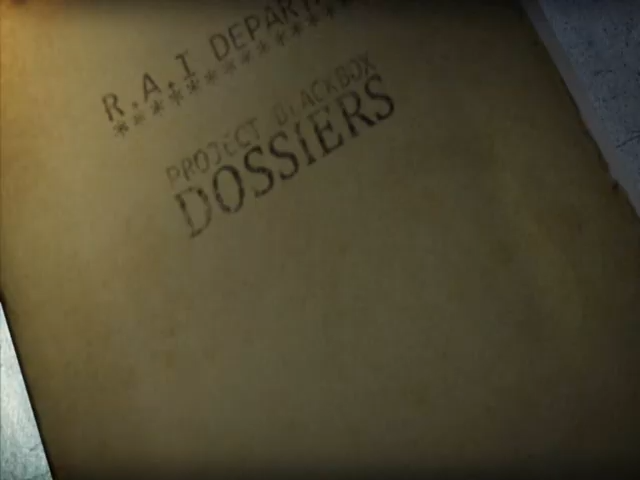 R.A.I DEPART
*************
PROJECT BLACKBOX
DOSSIERS